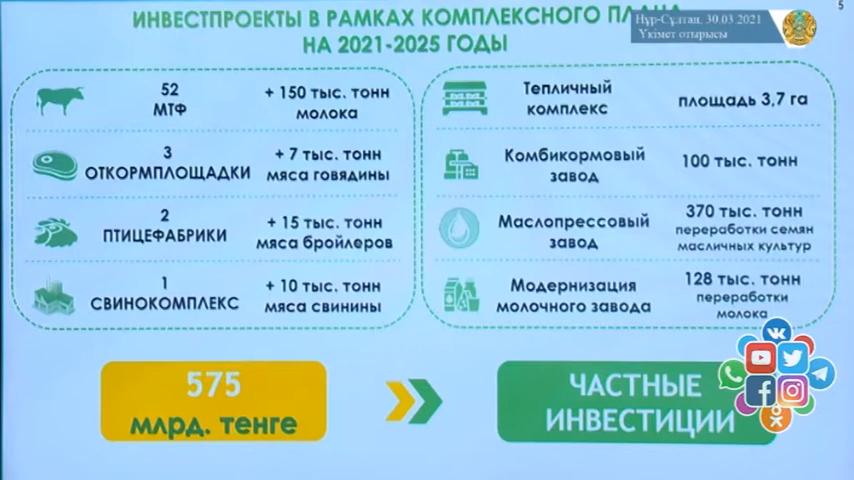 5
ИНВЕСТПРОЕКТЫ В РАМКАХ КОМПЛЕКСНОГО ПЛАНА
НА 2021-2025 ГОДЫ
Нұр-Сұлтан, 30.03.2021
Үкімет отырысы
52
МТФ
+ 150 тыс. тонн
молока
3
ОТКОРМПЛОЩАДКИ
+ 7 тыс. тонн
мяса говядины
2
ПТИЦЕФАБРИКИ
+ 15 тыс. тонн
мяса бройлеров
1
СВИНОКОМПЛЕКС
+ 10 тыс. тонн
мяса свинины
Тепличный
комплекс
площадь 3,7 га
Комбикормовый
завод
100 тыс. тонн
Маслопрессовый
завод
370 тыс. тонн
переработки семян
масличных культур
Модернизация
молочного завода
128 тыс. тонн
переработки
молока
575
млрд. тенге
ЧАСТНЫЕ
ИНВЕСТИЦИИ